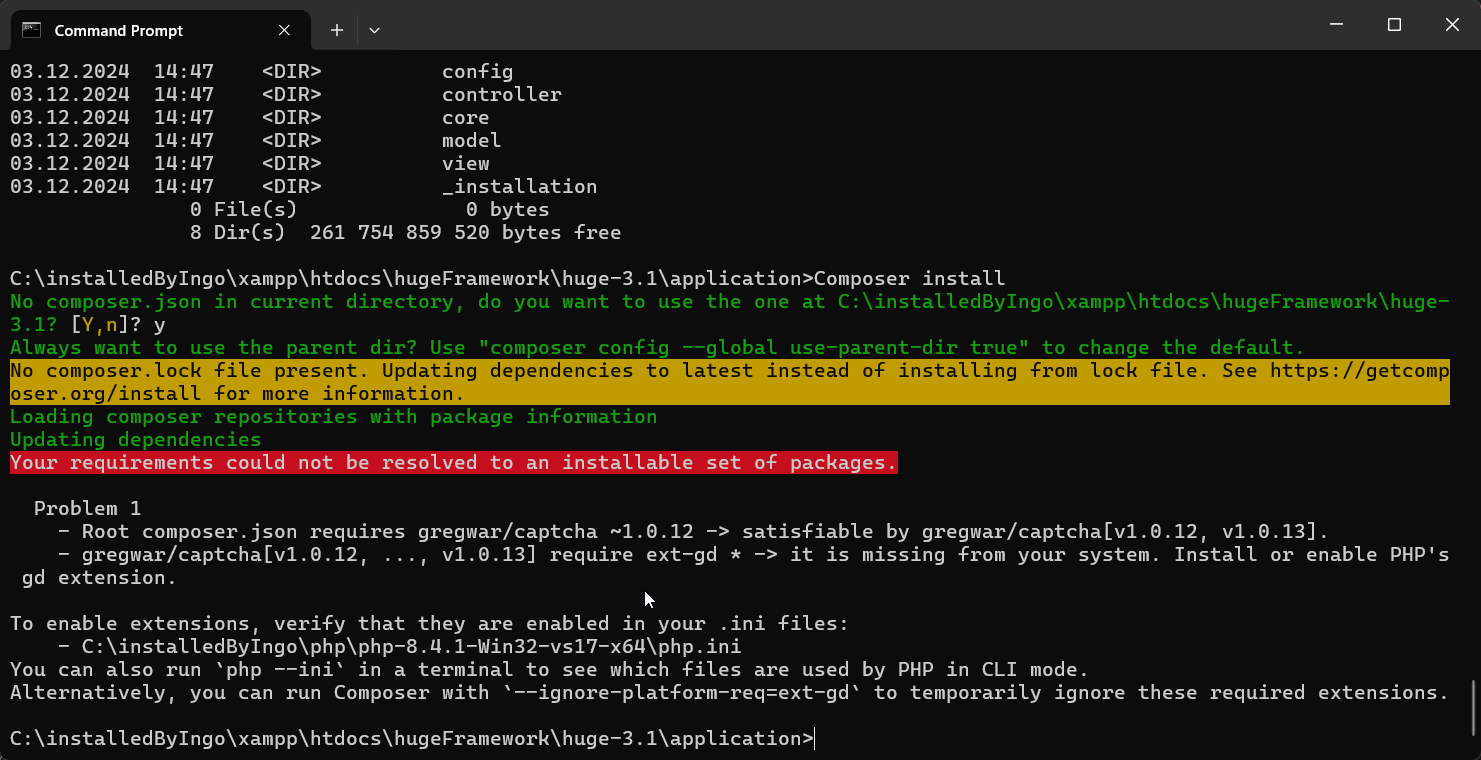 Command Prompt
03.12.2024  14:47    <DIR>          config
03.12.2024  14:47    <DIR>          controller
03.12.2024  14:47    <DIR>          core
03.12.2024  14:47    <DIR>          model
03.12.2024  14:47    <DIR>          view
03.12.2024  14:47    <DIR>          _installation
               0 File(s)              0 bytes
               8 Dir(s)  261 754 859 520 bytes free
C:\installedByIngo\xampp\htdocs\hugeFramework\huge-3.1\application>Composer install
No composer.json in current directory, do you want to use the one at C:\installedByIngo\xampp\htdocs\hugeFramework\huge-
3.1? [Y,n]? y
Always want to use the parent dir? Use "composer config --global use-parent-dir true" to change the default.
No composer.lock file present. Updating dependencies to latest instead of installing from lock file. See https://getcomp
oser.org/install for more information.
Loading composer repositories with package information
Updating dependencies
Your requirements could not be resolved to an installable set of packages.
  Problem 1
    - Root composer.json requires gregwar/captcha ~1.0.12 -> satisfiable by gregwar/captcha[v1.0.12, v1.0.13].
    - gregwar/captcha[v1.0.12, ..., v1.0.13] require ext-gd * -> it is missing from your system. Install or enable PHP's
 gd extension.
To enable extensions, verify that they are enabled in your .ini files:
    - C:\installedByIngo\php\php-8.4.1-Win32-vs17-x64\php.ini
You can also run `php --ini` in a terminal to see which files are used by PHP in CLI mode.
Alternatively, you can run Composer with `--ignore-platform-req=ext-gd` to temporarily ignore these required extensions.
C:\installedByIngo\xampp\htdocs\hugeFramework\huge-3.1\application>